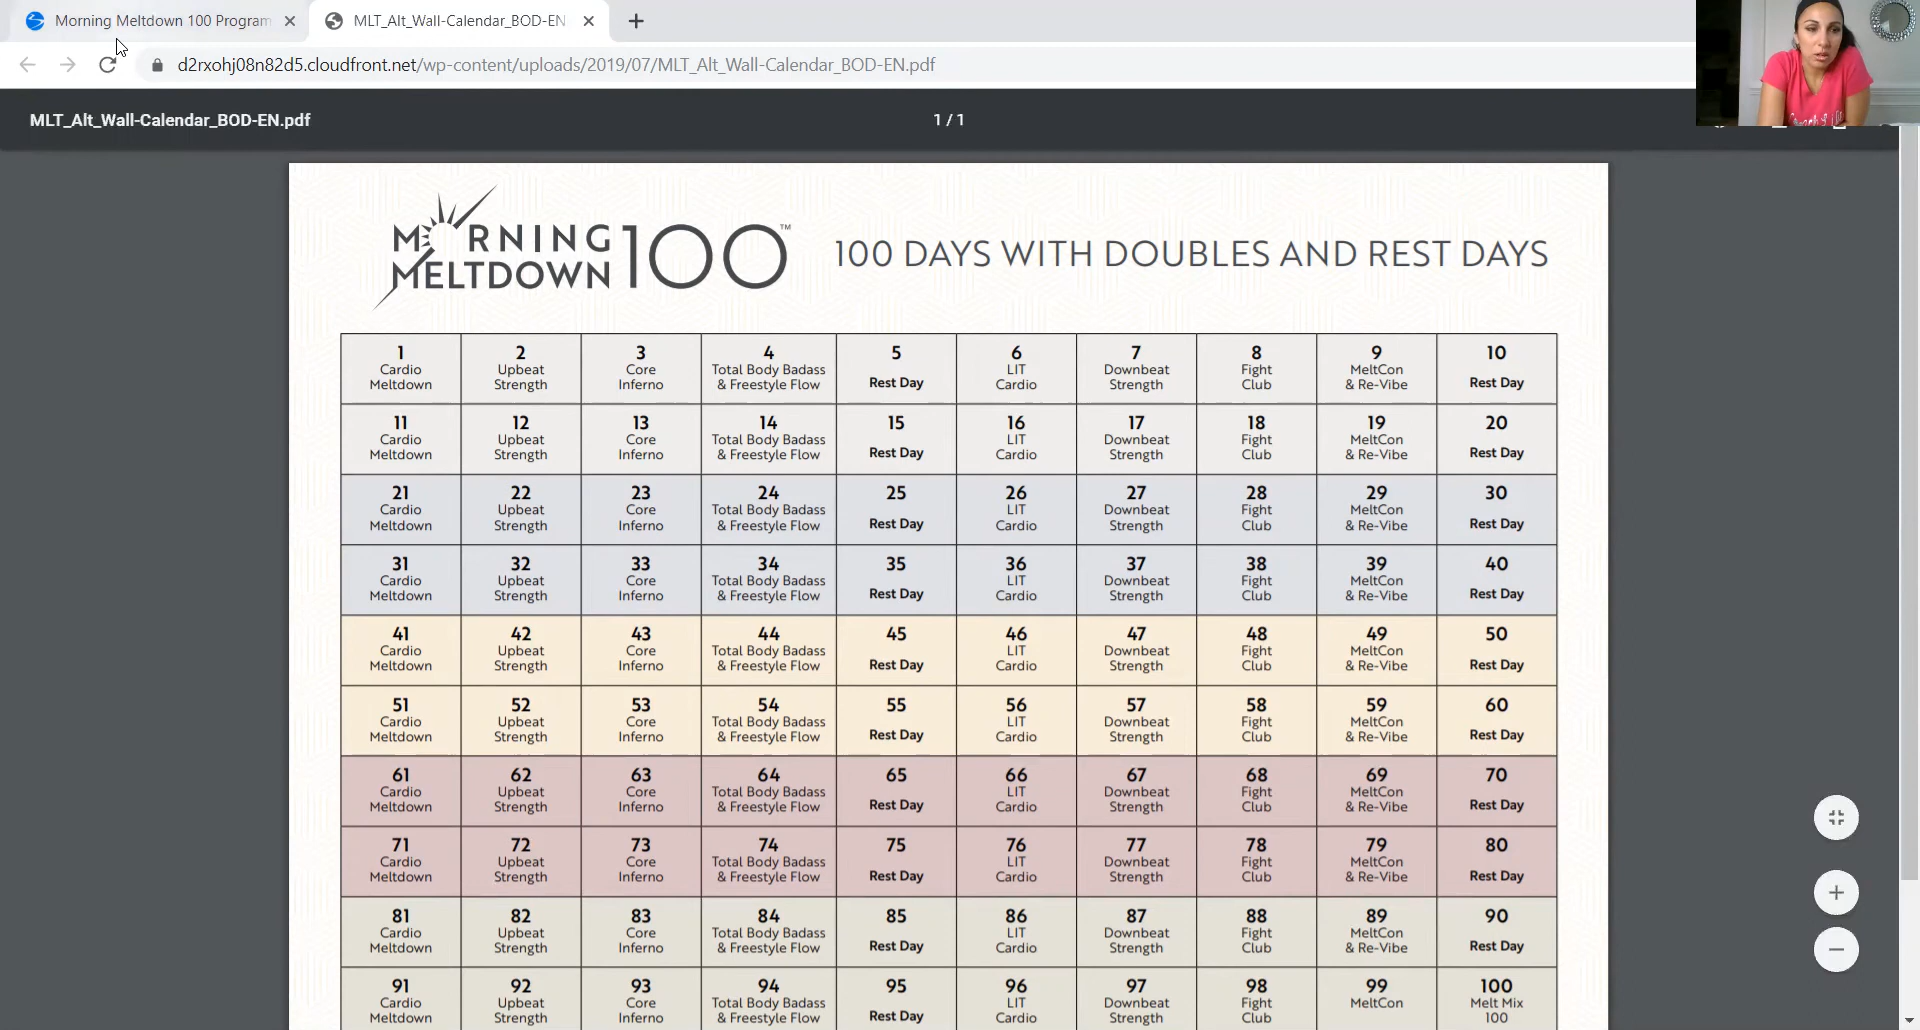 Morning Meltdown 100 Program
MLT_Alt_Wall-Calendar_BOD-EN
d2rxohj08n82d5.cloudfront.net/wp-content/uploads/2019/07/MLT_Alt_Wall-Calendar_BOD-EN.pdf
MLT_Alt_Wall-Calendar_BOD-EN.pdf
1 / 1
MORNING MELTDOWN 100™
100 DAYS WITH DOUBLES AND REST DAYS
1 2 3 4 5 6 7 8 9 10
Cardio Upbeat Core Total Body Badass LIT Downbeat Fight MeltCon
Meltdown Strength Inferno & Freestyle Flow Rest Day Cardio Strength Club & Re-Vibe Rest Day
11 12 13 14 15 16 17 18 19 20
Cardio Upbeat Core Total Body Badass LIT Downbeat Fight MeltCon
Meltdown Strength Inferno & Freestyle Flow Rest Day Cardio Strength Club & Re-Vibe Rest Day
21 22 23 24 25 26 27 28 29 30
Cardio Upbeat Core Total Body Badass LIT Downbeat Fight MeltCon
Meltdown Strength Inferno & Freestyle Flow Rest Day Cardio Strength Club & Re-Vibe Rest Day
31 32 33 34 35 36 37 38 39 40
Cardio Upbeat Core Total Body Badass LIT Downbeat Fight MeltCon
Meltdown Strength Inferno & Freestyle Flow Rest Day Cardio Strength Club & Re-Vibe Rest Day
41 42 43 44 45 46 47 48 49 50
Cardio Upbeat Core Total Body Badass LIT Downbeat Fight MeltCon
Meltdown Strength Inferno & Freestyle Flow Rest Day Cardio Strength Club & Re-Vibe Rest Day
51 52 53 54 55 56 57 58 59 60
Cardio Upbeat Core Total Body Badass LIT Downbeat Fight MeltCon
Meltdown Strength Inferno & Freestyle Flow Rest Day Cardio Strength Club & Re-Vibe Rest Day
61 62 63 64 65 66 67 68 69 70
Cardio Upbeat Core Total Body Badass LIT Downbeat Fight MeltCon
Meltdown Strength Inferno & Freestyle Flow Rest Day Cardio Strength Club & Re-Vibe Rest Day
71 72 73 74 75 76 77 78 79 80
Cardio Upbeat Core Total Body Badass LIT Downbeat Fight MeltCon
Meltdown Strength Inferno & Freestyle Flow Rest Day Cardio Strength Club & Re-Vibe Rest Day
81 82 83 84 85 86 87 88 89 90
Cardio Upbeat Core Total Body Badass LIT Downbeat Fight MeltCon
Meltdown Strength Inferno & Freestyle Flow Rest Day Cardio Strength Club & Re-Vibe Rest Day
91 92 93 94 95 96 97 98 99 100
Cardio Upbeat Core Total Body Badass LIT Downbeat Fight MeltCon Melt Mix
Meltdown Strength Inferno & Freestyle Flow Rest Day Cardio Strength Club 100